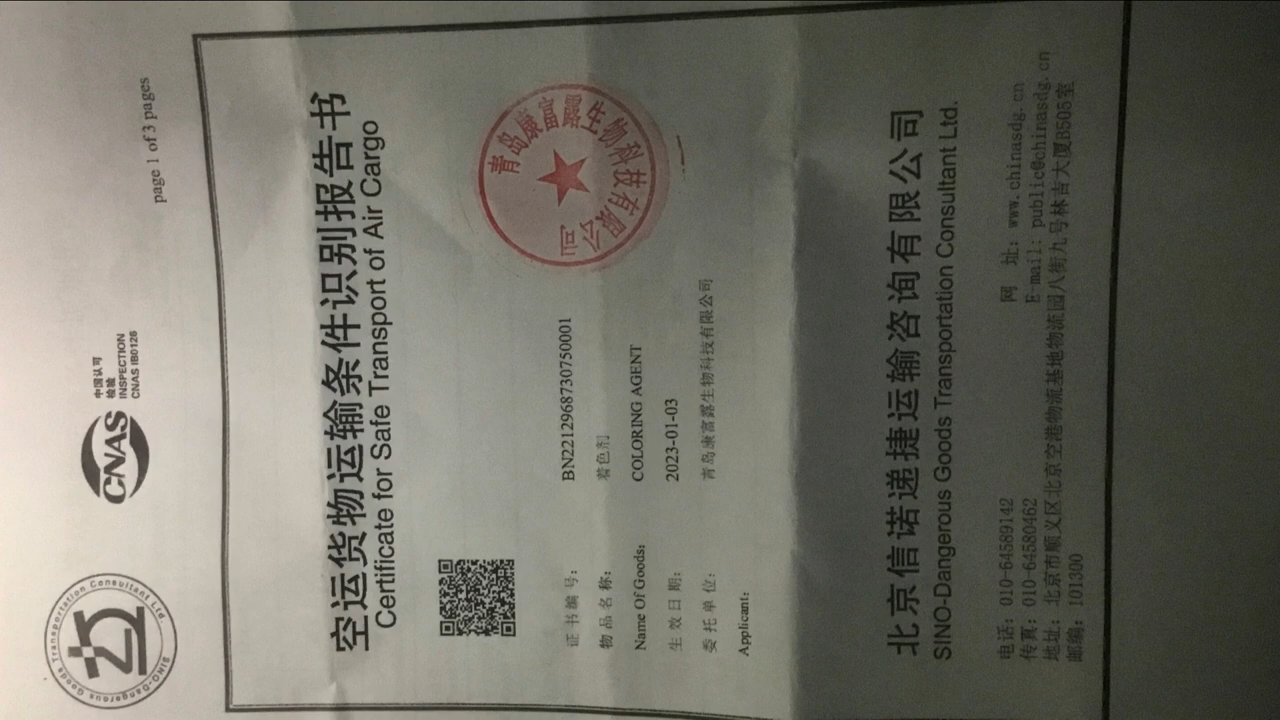 SINO-Dangerous Goods Transportation Consultant Ltd.
CNAS
中国认可
检验
INSPECTION
CNAS IB0126
page 1 of 3 pages
空运货物运输条件识别报告书
Certificate for Safe Transport of Air Cargo
证书编号： BN2212968730750001
物品名称： 着色剂
Name Of Goods： COLORING AGENT
生效日期： 2023-01-03
委托单位： 青岛康富露生物科技有限公司
Applicant：
青岛康富露生物科技有限公司
北京信诺递捷运输咨询有限公司
SINO-Dangerous Goods Transportation Consultant Ltd.
电话： 010-64589142 网 址： www.chinasdg.cn
传真： 010-64580462 E-mail： public@chinasdg.cn
地址： 北京市顺义区北京空港物流基地物流园八街九号林吉大厦B505室
邮编： 101300